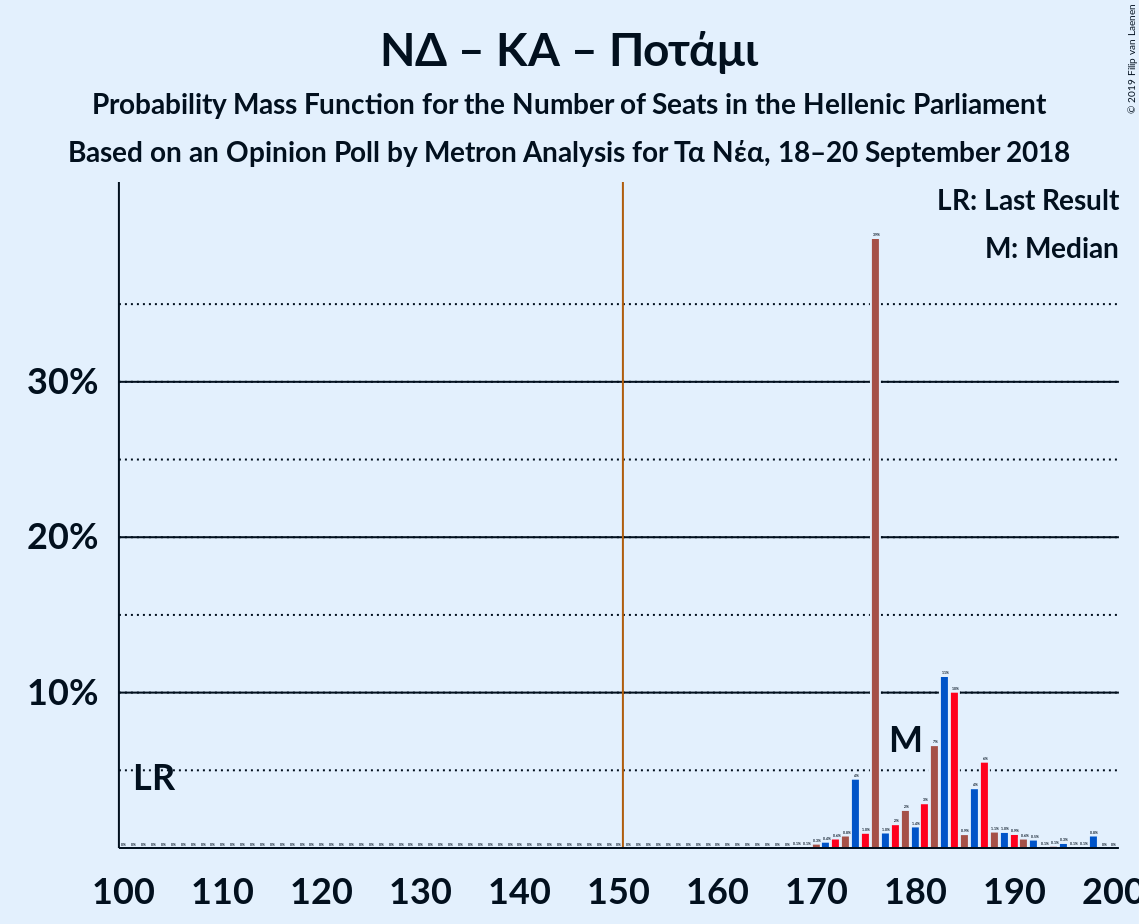 ΝΔ – ΚΑ – Ποτάμι
Probability Mass Function for the Number of Seats in the Hellenic Parliament
Based on an Opinion Poll by Metron Analysis for Τα Νέα, 18–20 September 2018
© 2019 Filip van Laenen
LR: Last Result
M: Median
30%
20%
10%
LR
M
100 110 120 130 140 150 160 170 180 190 200